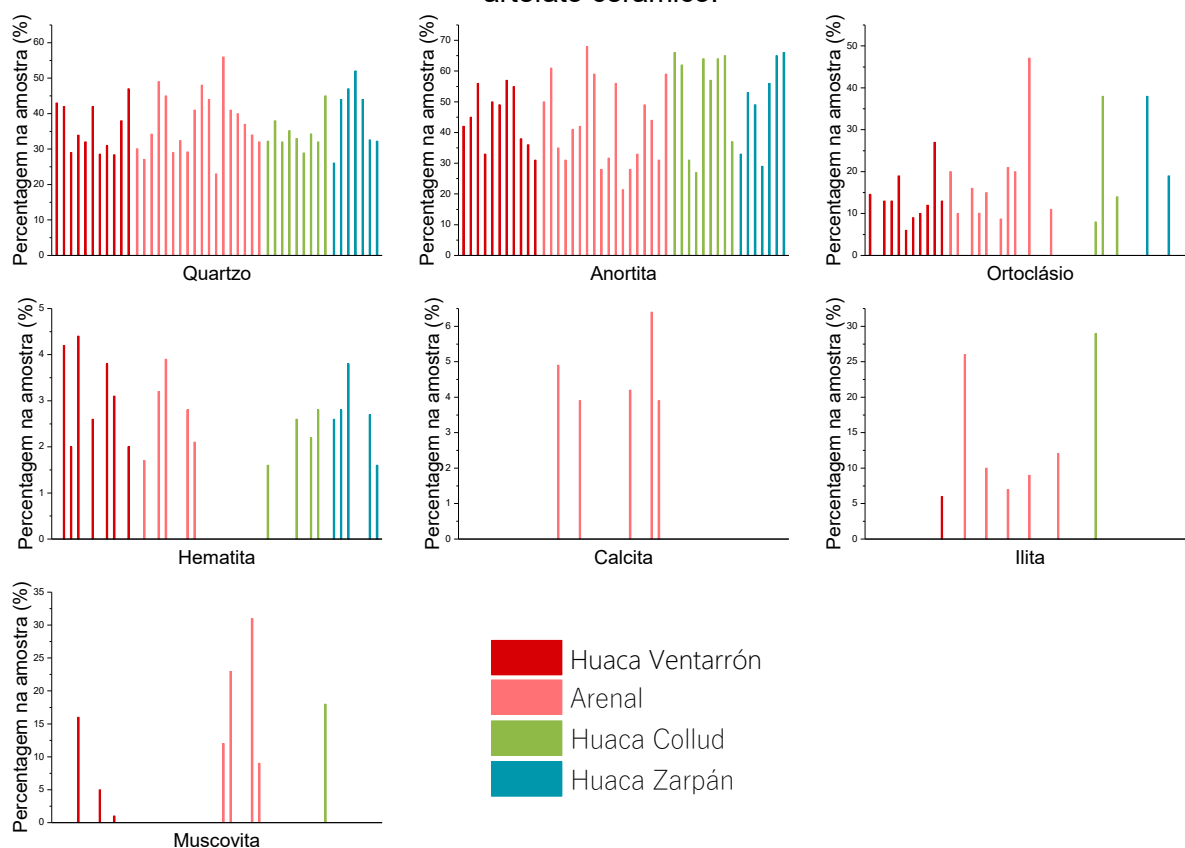 artefato cerâmico.
Percentagem na amostra (%)
60
50
40
30
20
10
0
Quartzo
Percentagem na amostra (%)
70
60
50
40
30
20
10
0
Anortita
Percentagem na amostra (%)
50
40
30
20
10
0
Ortoclásio
Percentagem na amostra (%)
5
4
3
2
1
0
Hematita
Percentagem na amostra (%)
6
5
4
3
2
1
0
Calcita
Percentagem na amostra (%)
30
25
20
15
10
5
0
Ilita
Percentagem na amostra (%)
35
30
25
20
15
10
5
0
Muscovita
Huaca Ventarrón
Arenal
Huaca Collud
Huaca Zarpán